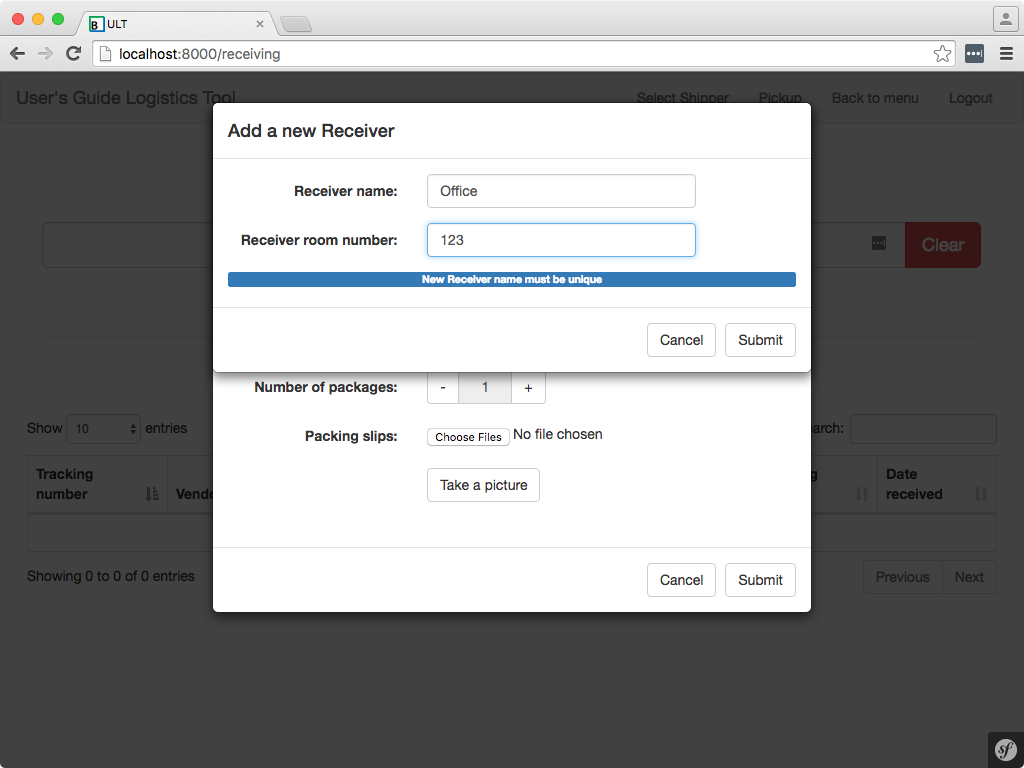 ULT
localhost:8000/receiving
User's Guide Logistics Tool
Select Shipper Pickup Back to menu Logout
Add a new Receiver
Receiver name: Office
Receiver room number: 123
Clear
New Receiver name must be unique
Cancel Submit
Number of packages: - 1 +
Packing slips: Choose Files No file chosen
Take a picture
Show 10 entries
Tracking number
Date received
Showing 0 to 0 of 0 entries
Previous Next
Cancel Submit